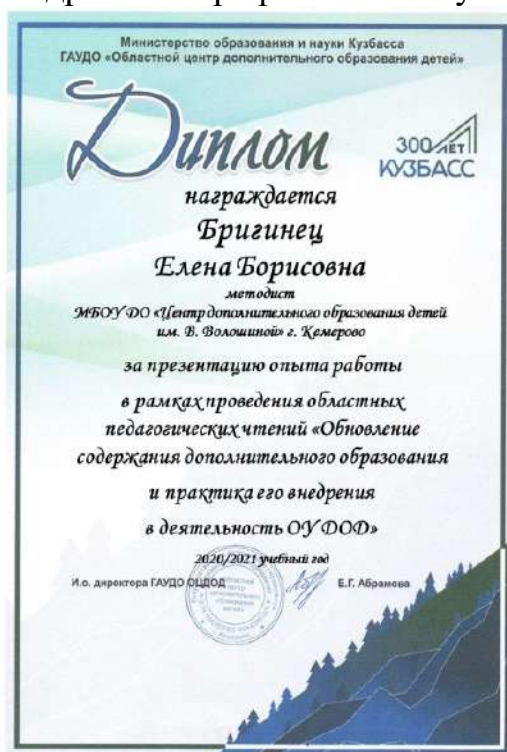 Министерство образования и науки Кузбасса
ГАУДО «Областной центр дополнительного образования детей»
Диплом
300 ЛЕТ
КУЗБАСС
награждается
Бригинец
Елена Борисовна
методист
МБОУ ДО «Центр дополнительного образования детей
им. В. Волошиной» г. Кемерово
за презентацию опыта работы
в рамках проведения областных
педагогических чтений «Обновление
содержания дополнительного образования
и практика его внедрения
в деятельность ОУ DOD»
2020/2021 учебный год
И.о. директора ГАУДО ОЦДОД
Е.Г. Абрамова